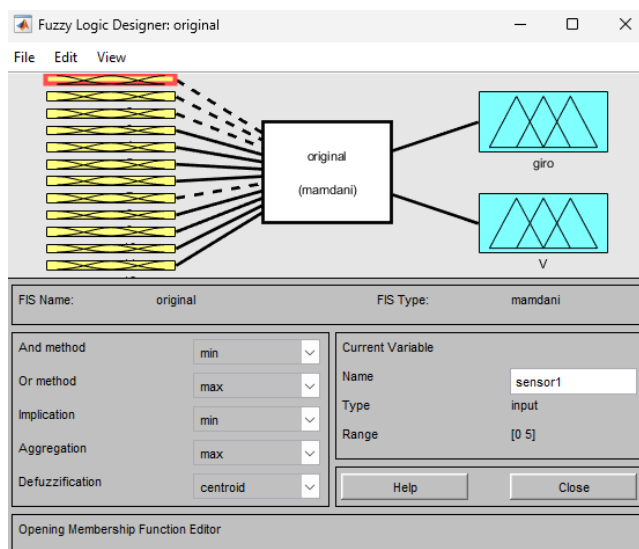 Fuzzy Logic Designer: original
File Edit View
original
(mamdani)
giro
V
FIS Name: original FIS Type: mamdani
And method min
Or method max
Implication min
Aggregation max
Defuzzification centroid
Current Variable
Name sensor1
Type input
Range [0 5]
Help Close
Opening Membership Function Editor